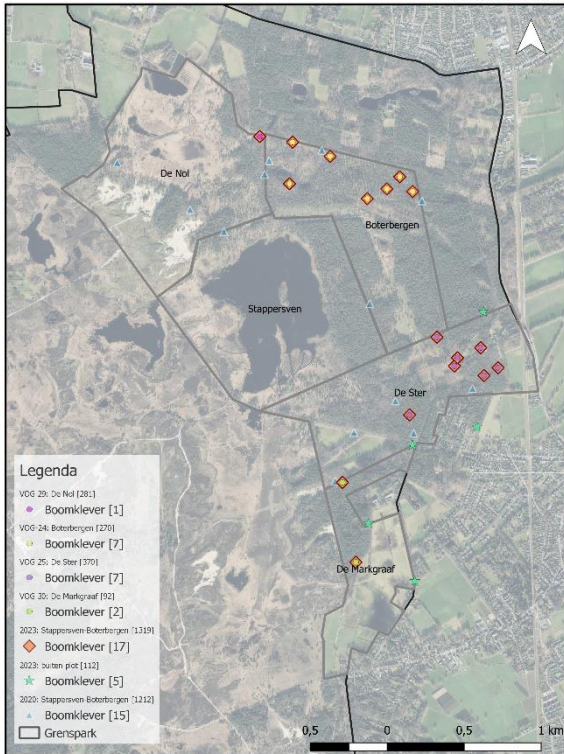 De Nol
Boterbergen
Stappersven
De Ster
De Markgraaf
Legenda
VOG 29: De Nol [281]
Boomklever [1]
VOG 24: Boterbergen [270]
Boomklever [7]
VOG 25: De Ster [370]
Boomklever [7]
VOG 30: De Markgraaf [92]
Boomklever [2]
2023: Stappersven-Boterbergen [1319]
Boomklever [17]
2023: buiten plot [112]
Boomklever [5]
2020: Stappersven-Boterbergen [1212]
Boomklever [15]
Grenspark
0,5 0 0,5 1 km